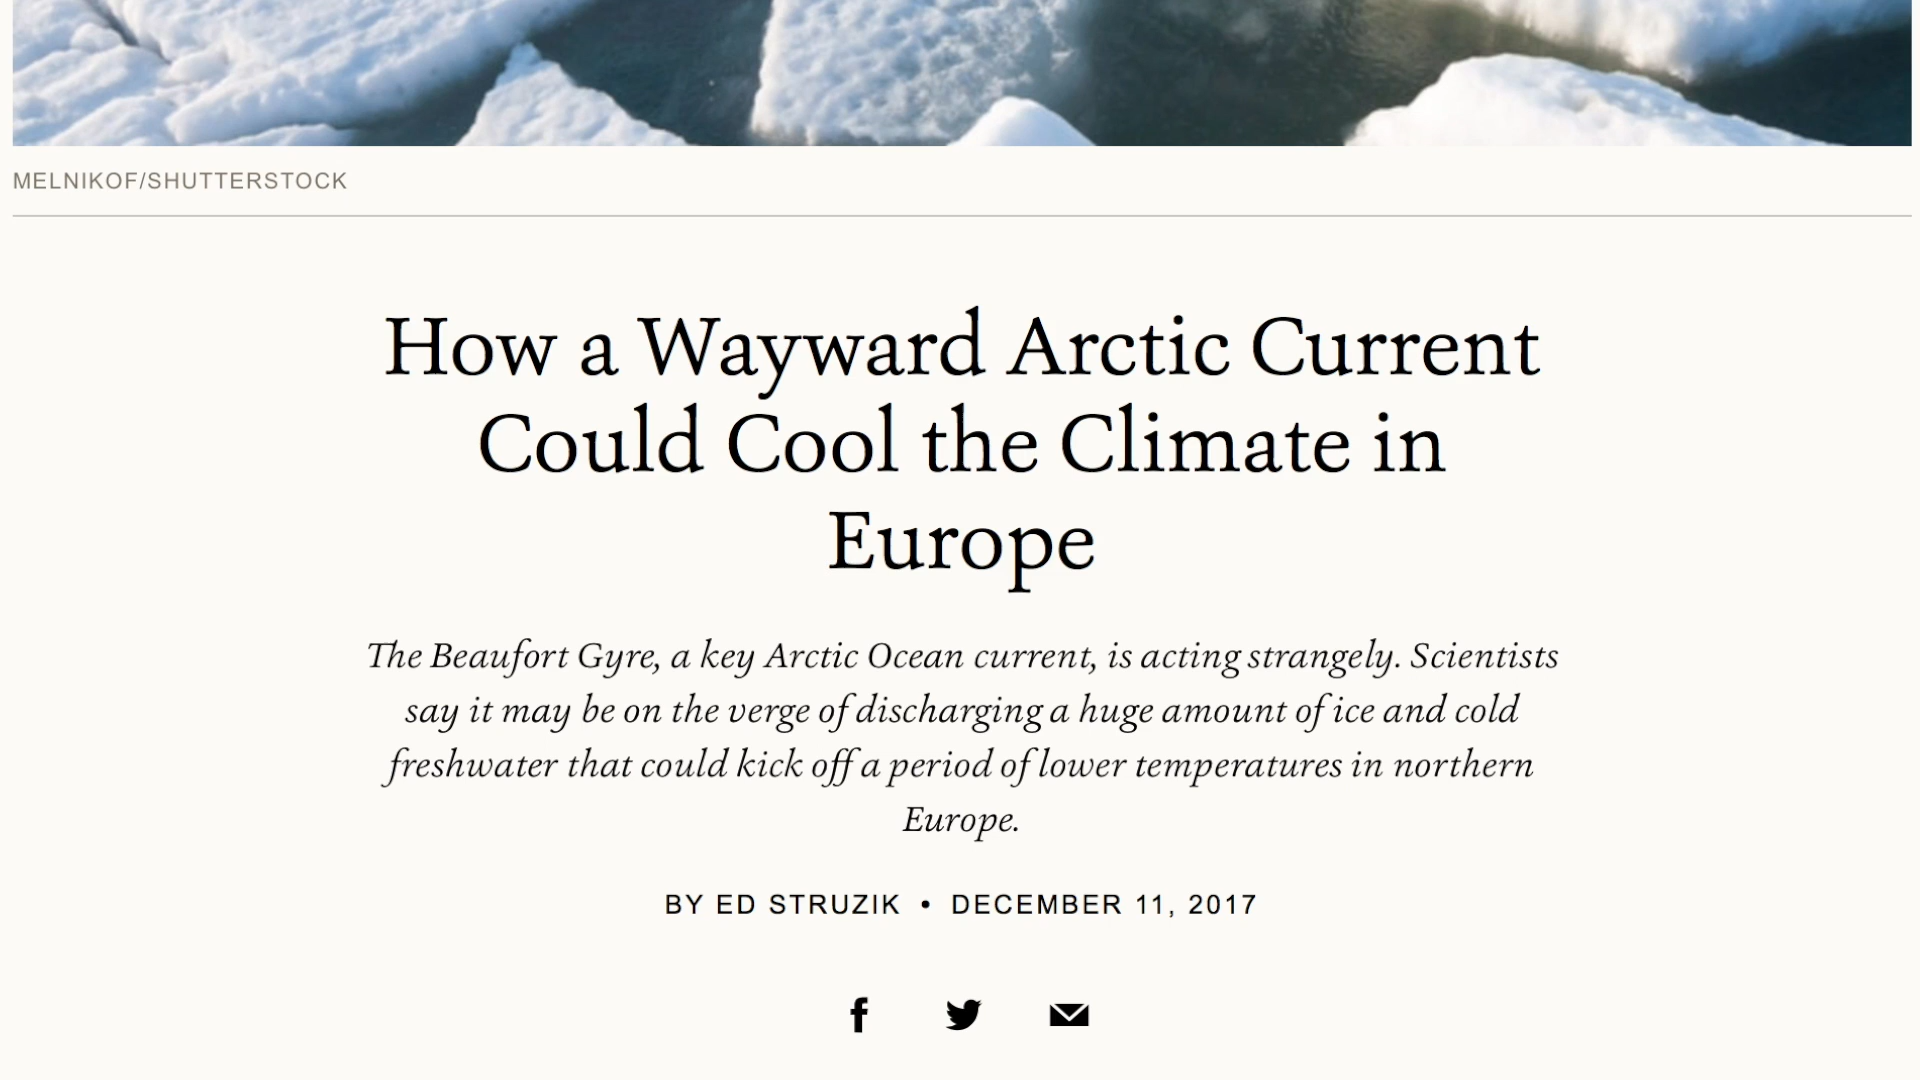 MELNIKOF/SHUTTERSTOCK
How a Wayward Arctic Current
Could Cool the Climate in
Europe
The Beaufort Gyre, a key Arctic Ocean current, is acting strangely. Scientists
say it may be on the verge of discharging a huge amount of ice and cold
freshwater that could kick off a period of lower temperatures in northern
Europe.
BY ED STRUZIK • DECEMBER 11, 2017